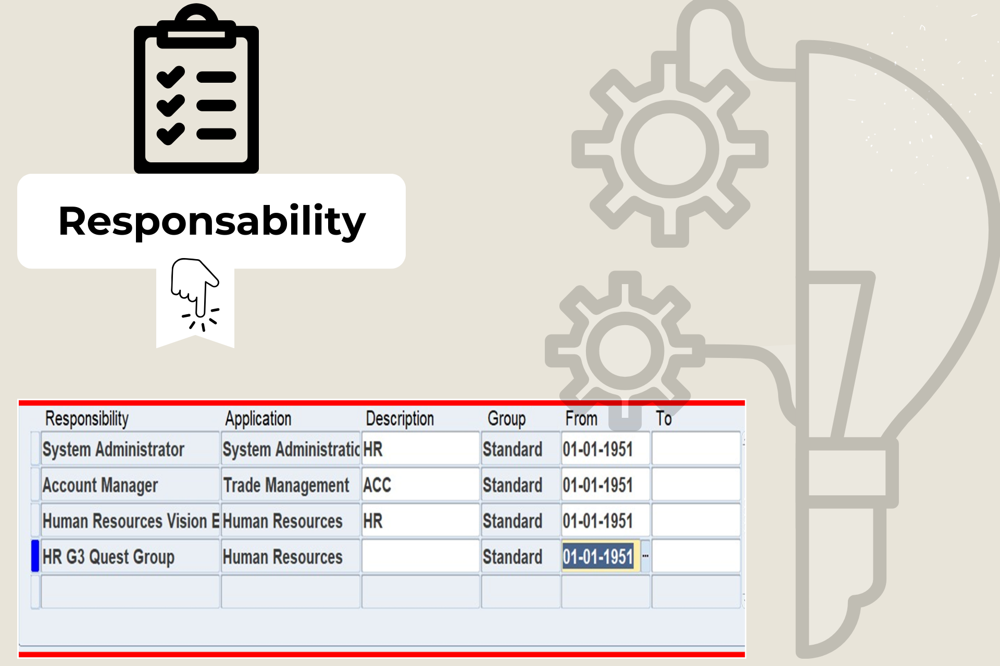 Responsability
Responsibility Application Description Group From To
System Administrator System Administratic HR Standard 01-01-1951
Account Manager Trade Management ACC Standard 01-01-1951
Human Resources Vision E Human Resources HR Standard 01-01-1951
HR G3 Quest Group Human Resources Standard 01-01-1951 ...